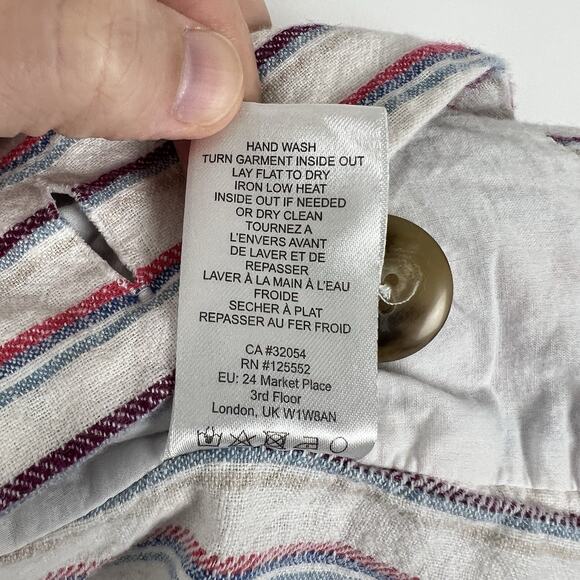 HAND WASH
TURN GARMENT INSIDE OUT
LAY FLAT TO DRY
IRON LOW HEAT
INSIDE OUT IF NEEDED
OR DRY CLEAN
TOURNEZ A
L'ENVERS AVANT
DE LAVER ET DE
REPASSER
LAVER À LA MAIN À L'EAU
FROIDE
SECHER À PLAT
REPASSER AU FER FROID
CA #32054
RN #125552
EU: 24 Market Place
3rd Floor
London, UK W1W8AN